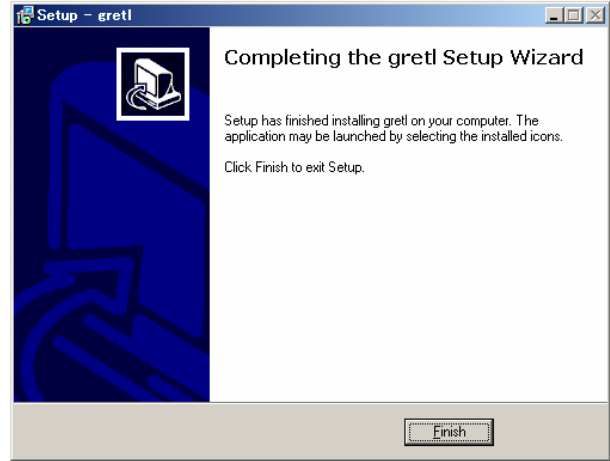 Setup - gretl
Completing the gretl Setup Wizard
Setup has finished installing gretl on your computer. The
application may be launched by selecting the installed icons.
Click Finish to exit Setup.
Finish